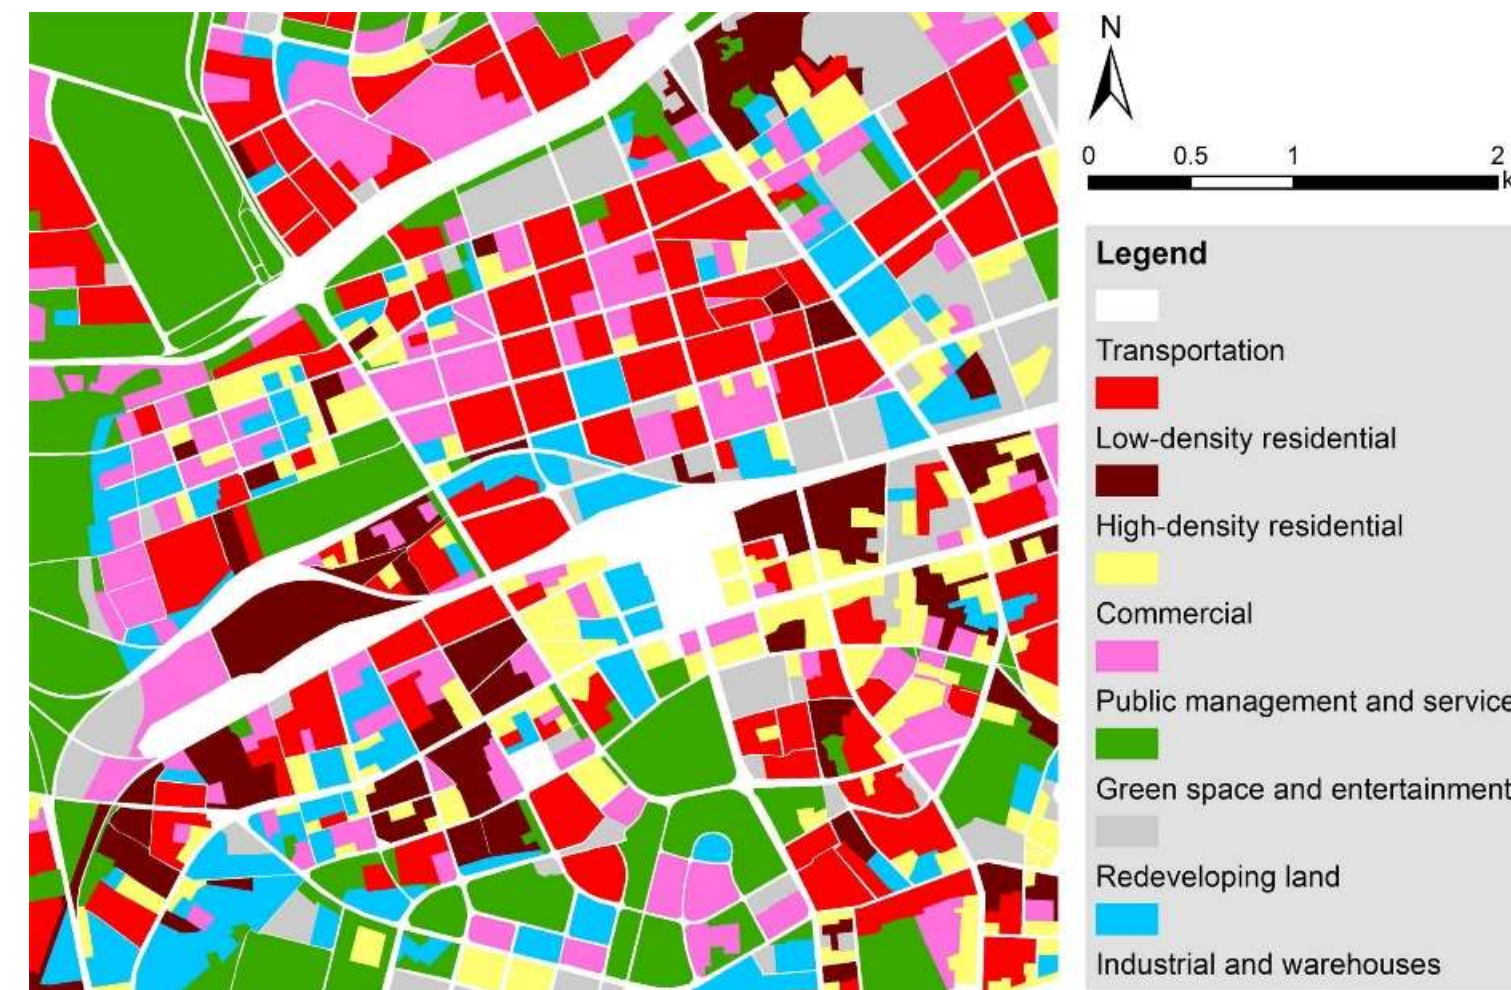 N
0 0.5 1 2
k
Legend
Transportation
Low-density residential
High-density residential
Commercial
Public management and service
Green space and entertainment
Redeveloping land
Industrial and warehouses